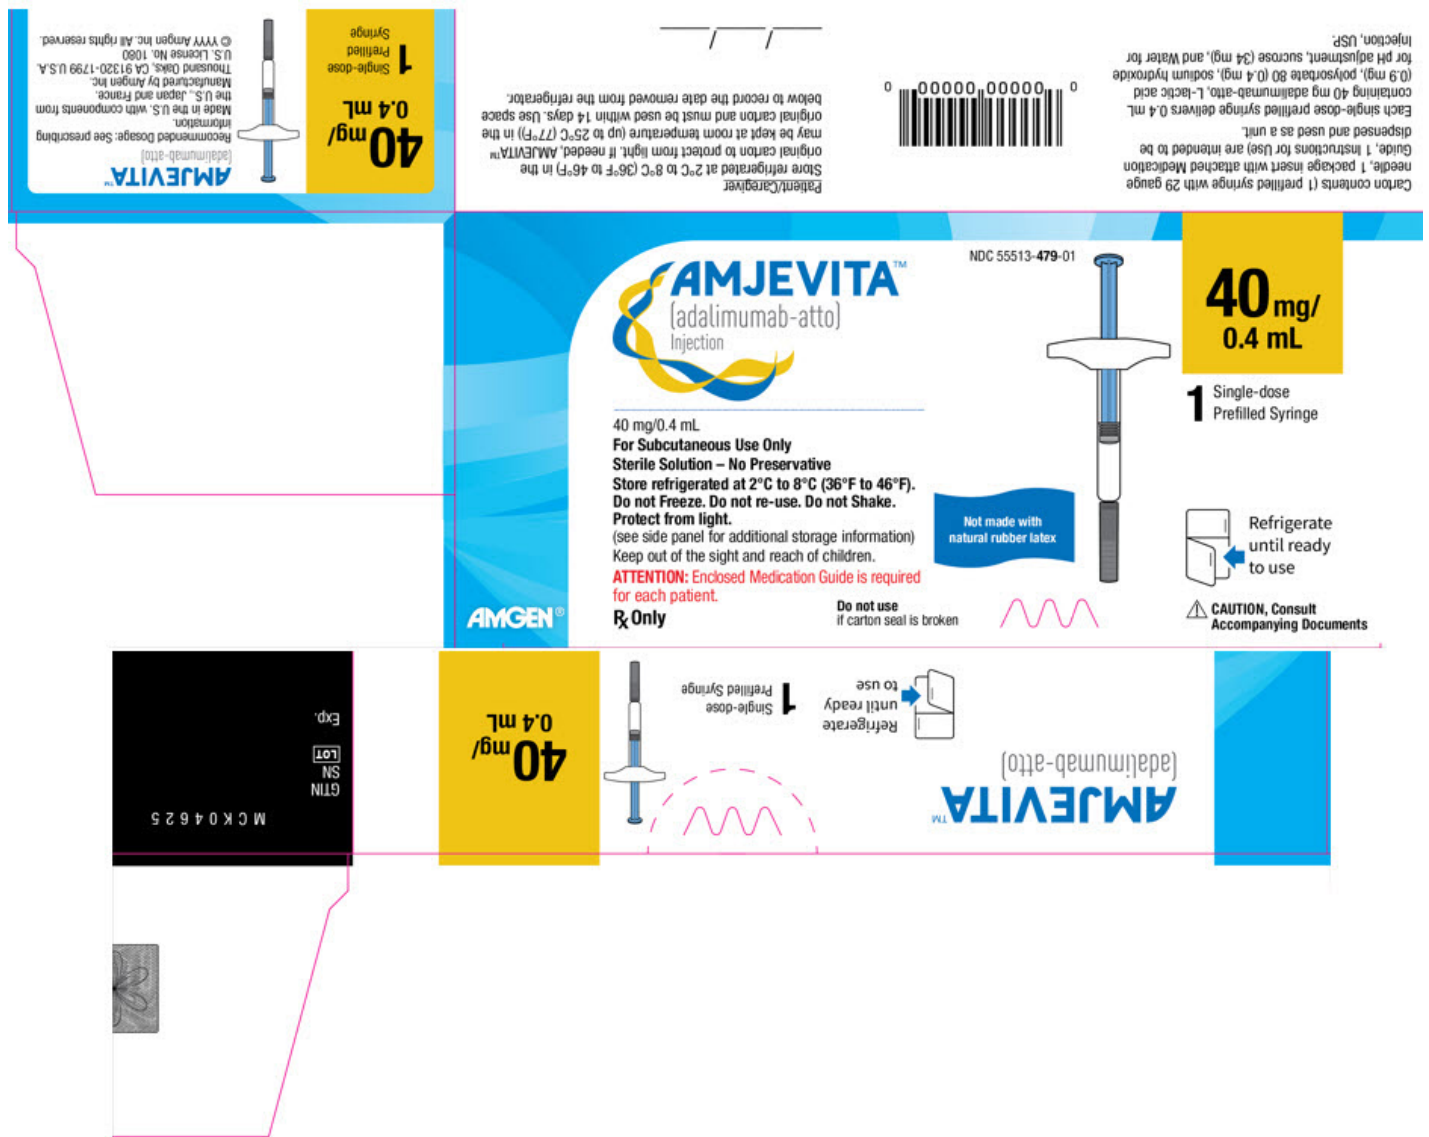 AMJEVITA™
(adalimumab-atto)
Recommended Dosage: See prescribing
information.
Made in the U.S. with components from
the U.S., Japan and France.
Manufactured by Amgen Inc.
Thousand Oaks, CA 91320-1799 U.S.A.
U.S. License No. 1080
© YYYY Amgen Inc. All rights reserved.
40 mg/
0.4 mL
1 Single-dose
Prefilled
Syringe
Patient/Caregiver
Store refrigerated at 2°C to 8°C (36°F to 46°F) in the
original carton to protect from light. If needed, AMJEVITA™
may be kept at room temperature (up to 25°C (77°F)) in the
original carton and must be used within 14 days. Use space
below to record the date removed from the refrigerator.
____/____/____
0 00000 00000 0
Carton contents (1 prefilled syringe with 29 gauge
needle, 1 package insert with attached Medication
Guide, 1 Instructions for Use) are intended to be
dispensed and used as a unit.
Each single-dose prefilled syringe delivers 0.4 mL
containing 40 mg adalimumab-atto, L-lactic acid
(0.9 mg), polysorbate 80 (0.4 mg), sodium hydroxide
for pH adjustment, sucrose (34 mg), and Water for
Injection, USP.
NDC 55513-479-01
AMJEVITA™
(adalimumab-atto)
Injection
40 mg/
0.4 mL
1 Single-dose
Prefilled Syringe
40 mg/0.4 mL
For Subcutaneous Use Only
Sterile Solution – No Preservative
Store refrigerated at 2°C to 8°C (36°F to 46°F).
Do not Freeze. Do not re-use. Do not Shake.
Protect from light.
(see side panel for additional storage information)
Keep out of the sight and reach of children.
ATTENTION: Enclosed Medication Guide is required
for each patient.
Rx Only
AMGEN®
Not made with
natural rubber latex
Do not use
if carton seal is broken
Refrigerate
until ready
to use
CAUTION, Consult
Accompanying Documents
AMJEVITA™
(adalimumab-atto)
Refrigerate
until ready
to use
1 Single-dose
Prefilled Syringe
40 mg/
0.4 mL
MCK04625
GTIN
SN
LOT
Exp.